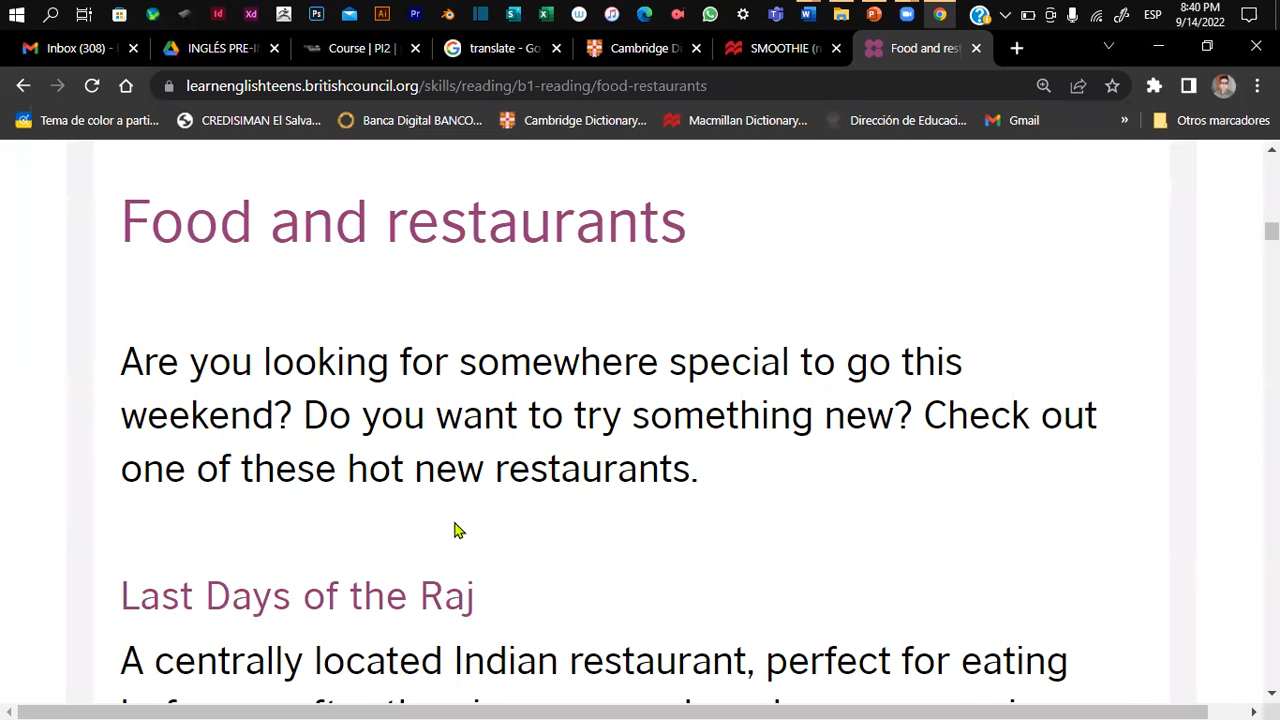 8:40 PM
ESP
9/14/2022
Inbox (308) -
INGLÉS PRE-I
Course | PI2 |
translate - Go
Cambridge D
SMOOTHIE (n
Food and rest
learnenglishteens.britishcouncil.org/skills/reading/b1-reading/food-restaurants
Tema de color a parti...
CREDISIMAN El Salva...
Banca Digital BANCO...
Cambridge Dictionary...
Macmillan Dictionary...
Dirección de Educaci...
Gmail
»
Otros marcadores
Food and restaurants
Are you looking for somewhere special to go this
weekend? Do you want to try something new? Check out
one of these hot new restaurants.
Last Days of the Raj
A centrally located Indian restaurant, perfect for eating